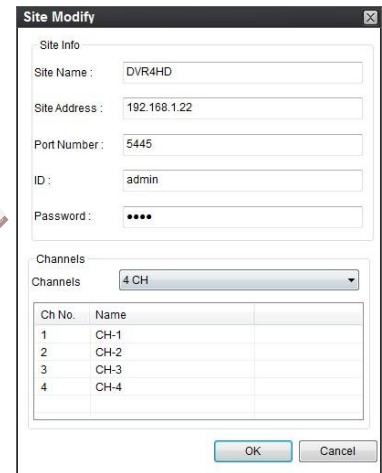 Site Modify
Site Info
Site Name : DVR4HD
Site Address : 192.168.1.22
Port Number : 5445
ID : admin
Password : ••••
Channels
Channels 4 CH
Ch No. Name
1 CH-1
2 CH-2
3 CH-3
4 CH-4
OK Cancel